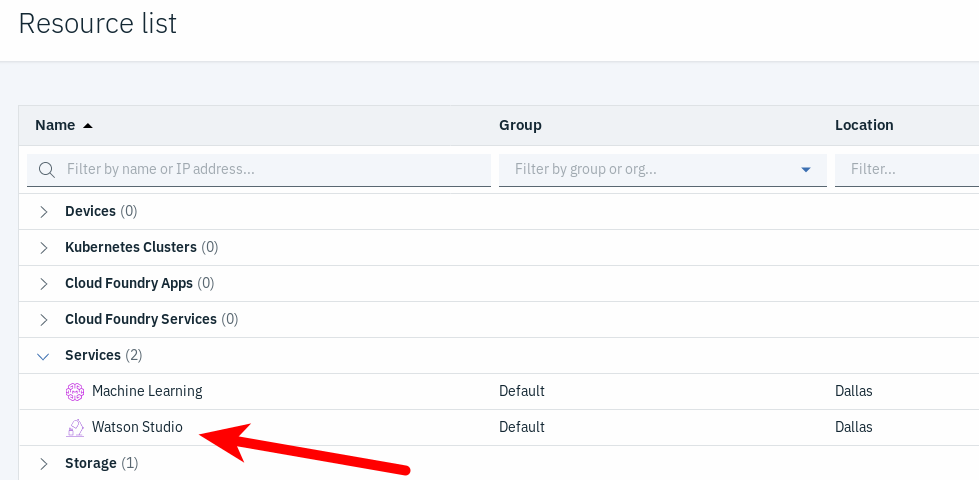 Resource list
Name Group Location
Filter by name or IP address... Filter by group or org... Filter...
Devices (0)
Kubernetes Clusters (0)
Cloud Foundry Apps (0)
Cloud Foundry Services (0)
Services (2)
Machine Learning Default Dallas
Watson Studio Default Dallas
Storage (1)